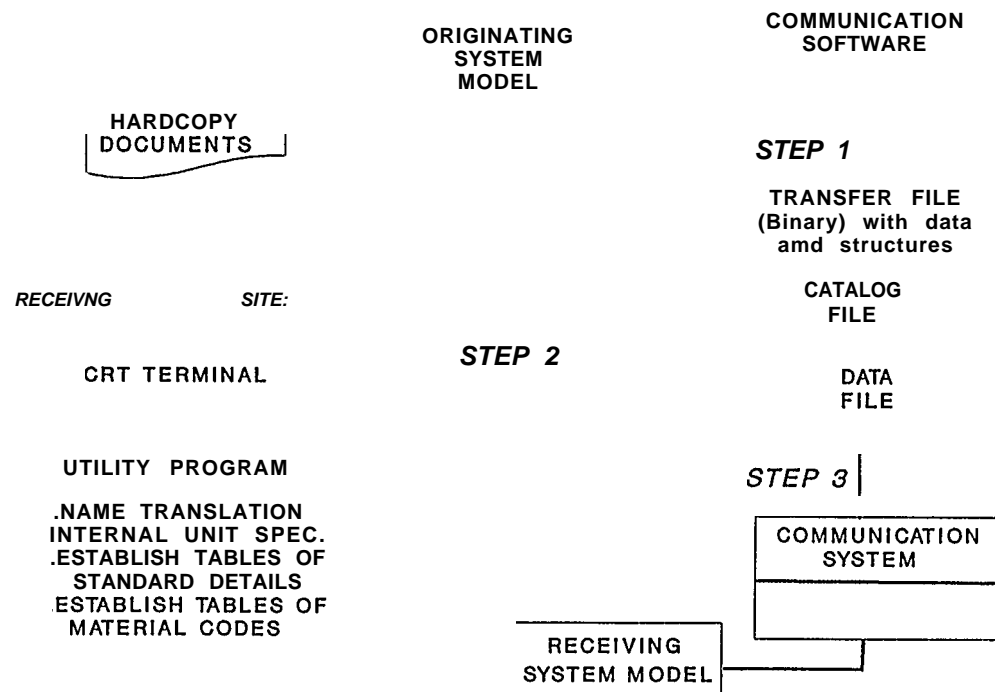 ORIGINATING
SYSTEM
MODEL
COMMUNICATION
SOFTWARE
HARDCOPY
DOCUMENTS
STEP 1
TRANSFER FILE
(Binary) with data
amd structures
RECEIVNG SITE:
CATALOG
FILE
STEP 2
CRT TERMINAL
DATA
FILE
UTILITY PROGRAM
.NAME TRANSLATION
INTERNAL UNIT SPEC.
.ESTABLISH TABLES OF
STANDARD DETAILS
.ESTABLISH TABLES OF
MATERIAL CODES
STEP 3
COMMUNICATION
SYSTEM
RECEIVING
SYSTEM MODEL